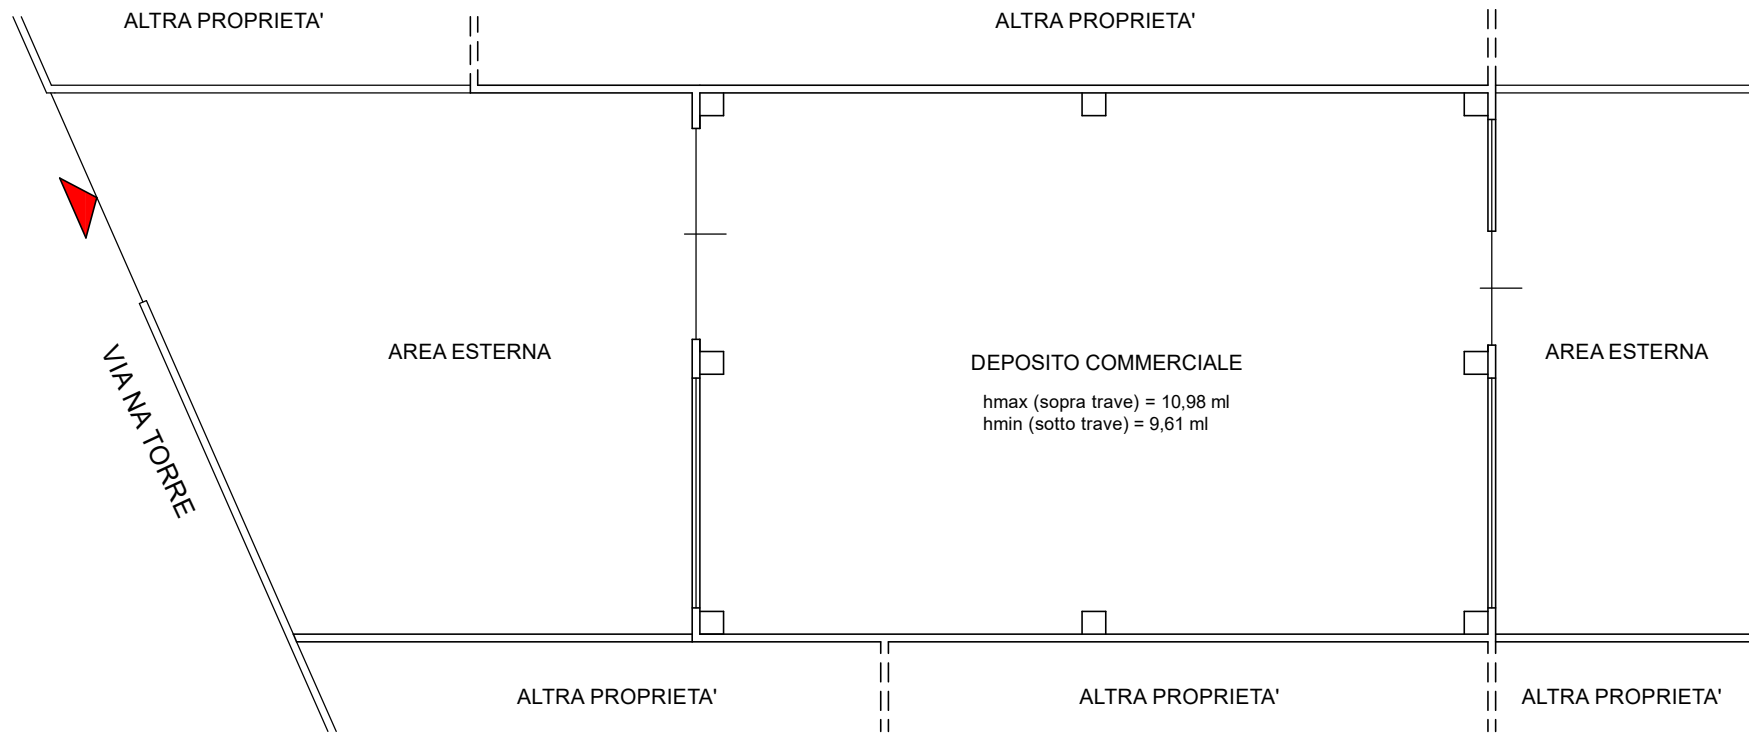 ALTRA PROPRIETA'
ALTRA PROPRIETA'
AREA ESTERNA
DEPOSITO COMMERCIALE
hmax (sopra trave) = 10,98 ml
hmin (sotto trave) = 9,61 ml
AREA ESTERNA
VIA NA TORRE
ALTRA PROPRIETA'
ALTRA PROPRIETA'
ALTRA PROPRIETA'